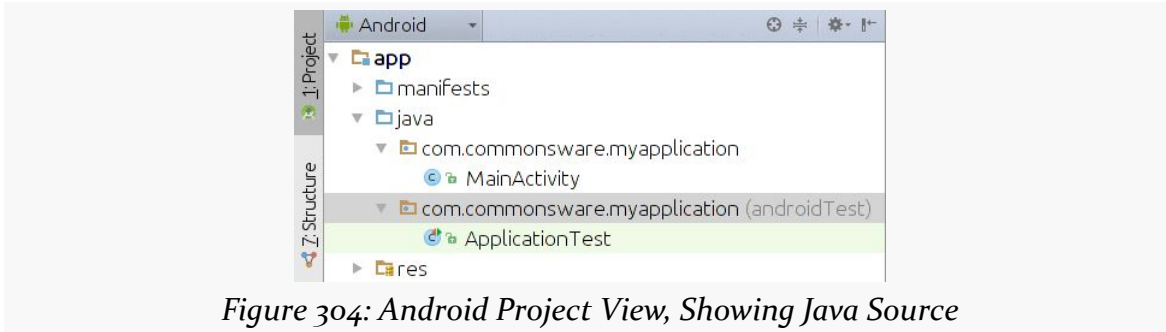 Android
1: Project
app
manifests
java
com.commonsware.myapplication
MainActivity
com.commonsware.myapplication (androidTest)
ApplicationTest
res
7: Structure
Figure 304: Android Project View, Showing Java Source